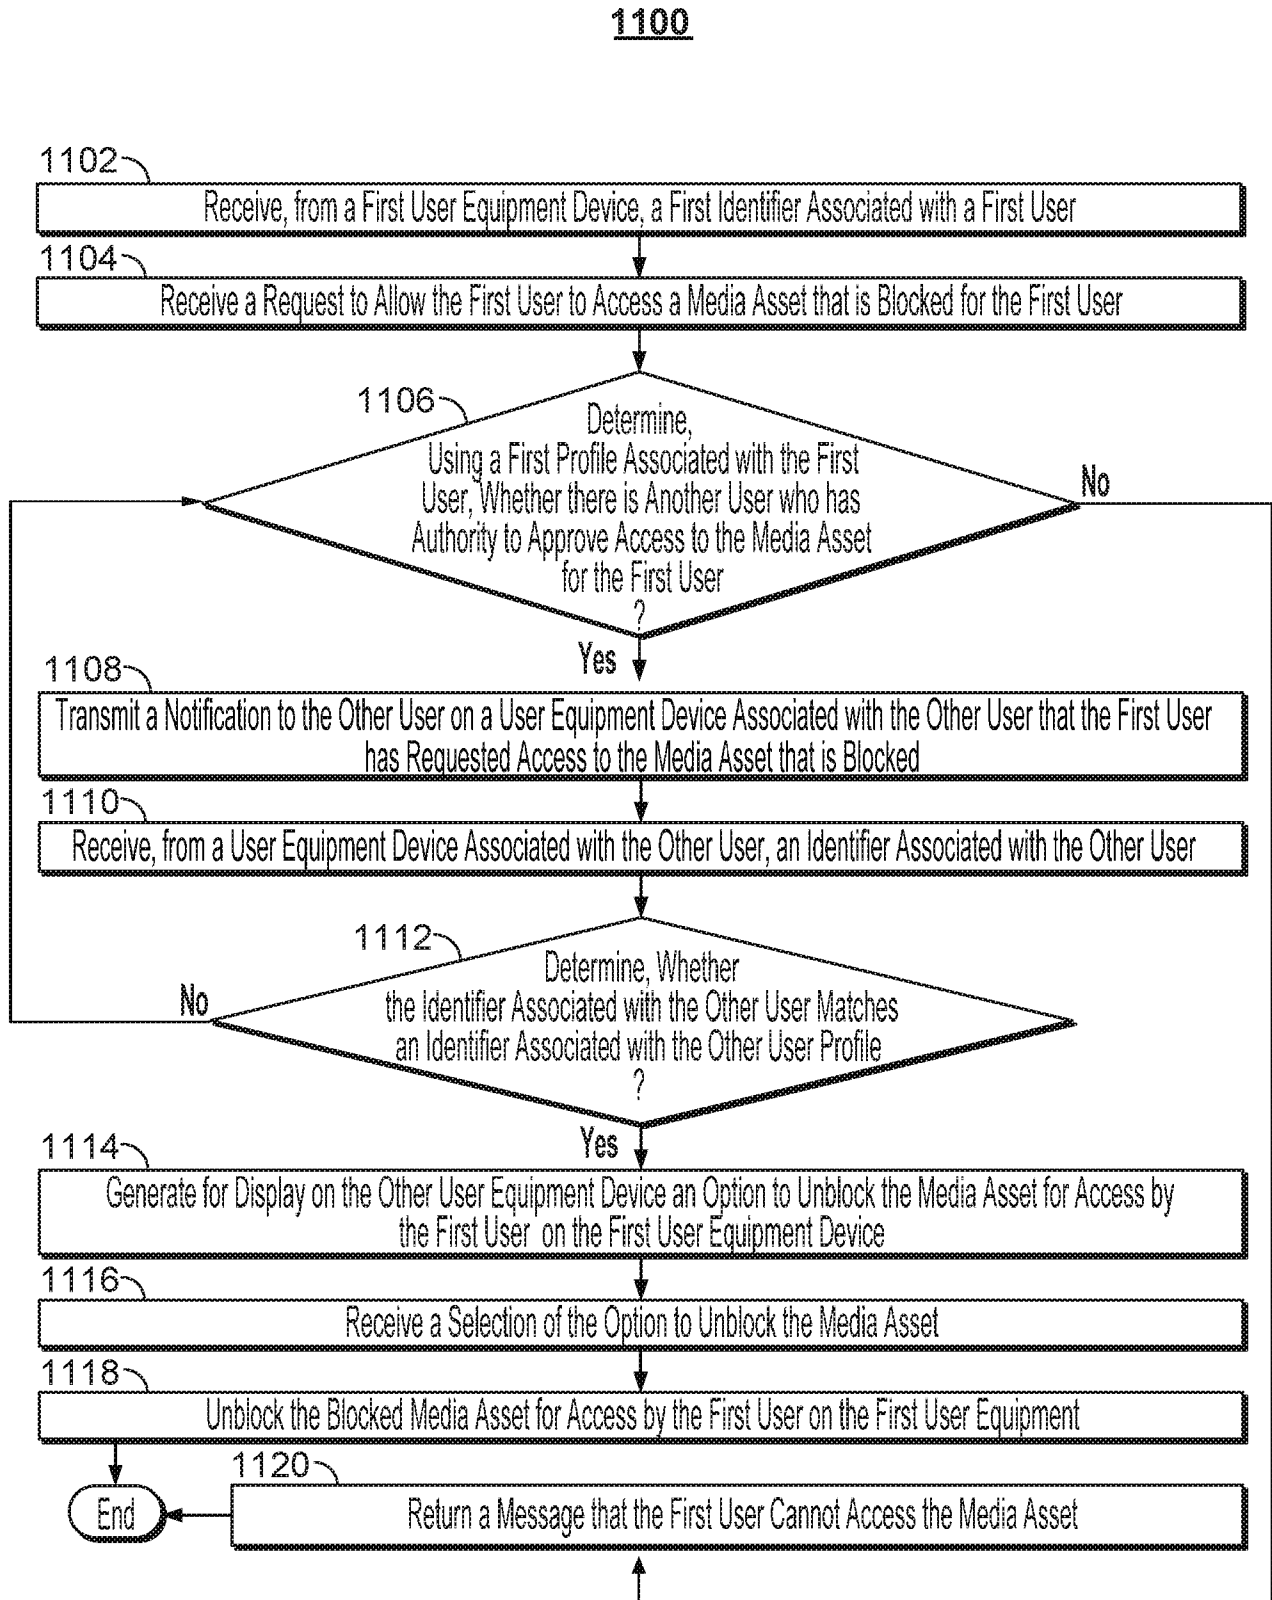 1100
1102
Receive, from a First User Equipment Device, a First Identifier Associated with a First User
1104
Receive a Request to Allow the First User to Access a Media Asset that is Blocked for the First User
1106
Determine,
Using a First Profile Associated with the First
User, Whether there is Another User who has
Authority to Approve Access to the Media Asset
for the First User
?
No
Yes
1108
Transmit a Notification to the Other User on a User Equipment Device Associated with the Other User that the First User
has Requested Access to the Media Asset that is Blocked
1110
Receive, from a User Equipment Device Associated with the Other User, an Identifier Associated with the Other User
1112
Determine, Whether
the Identifier Associated with the Other User Matches
an Identifier Associated with the Other User Profile
?
No
Yes
1114
Generate for Display on the Other User Equipment Device an Option to Unblock the Media Asset for Access by
the First User on the First User Equipment Device
1116
Receive a Selection of the Option to Unblock the Media Asset
1118
Unblock the Blocked Media Asset for Access by the First User on the First User Equipment
1120
End
Return a Message that the First User Cannot Access the Media Asset